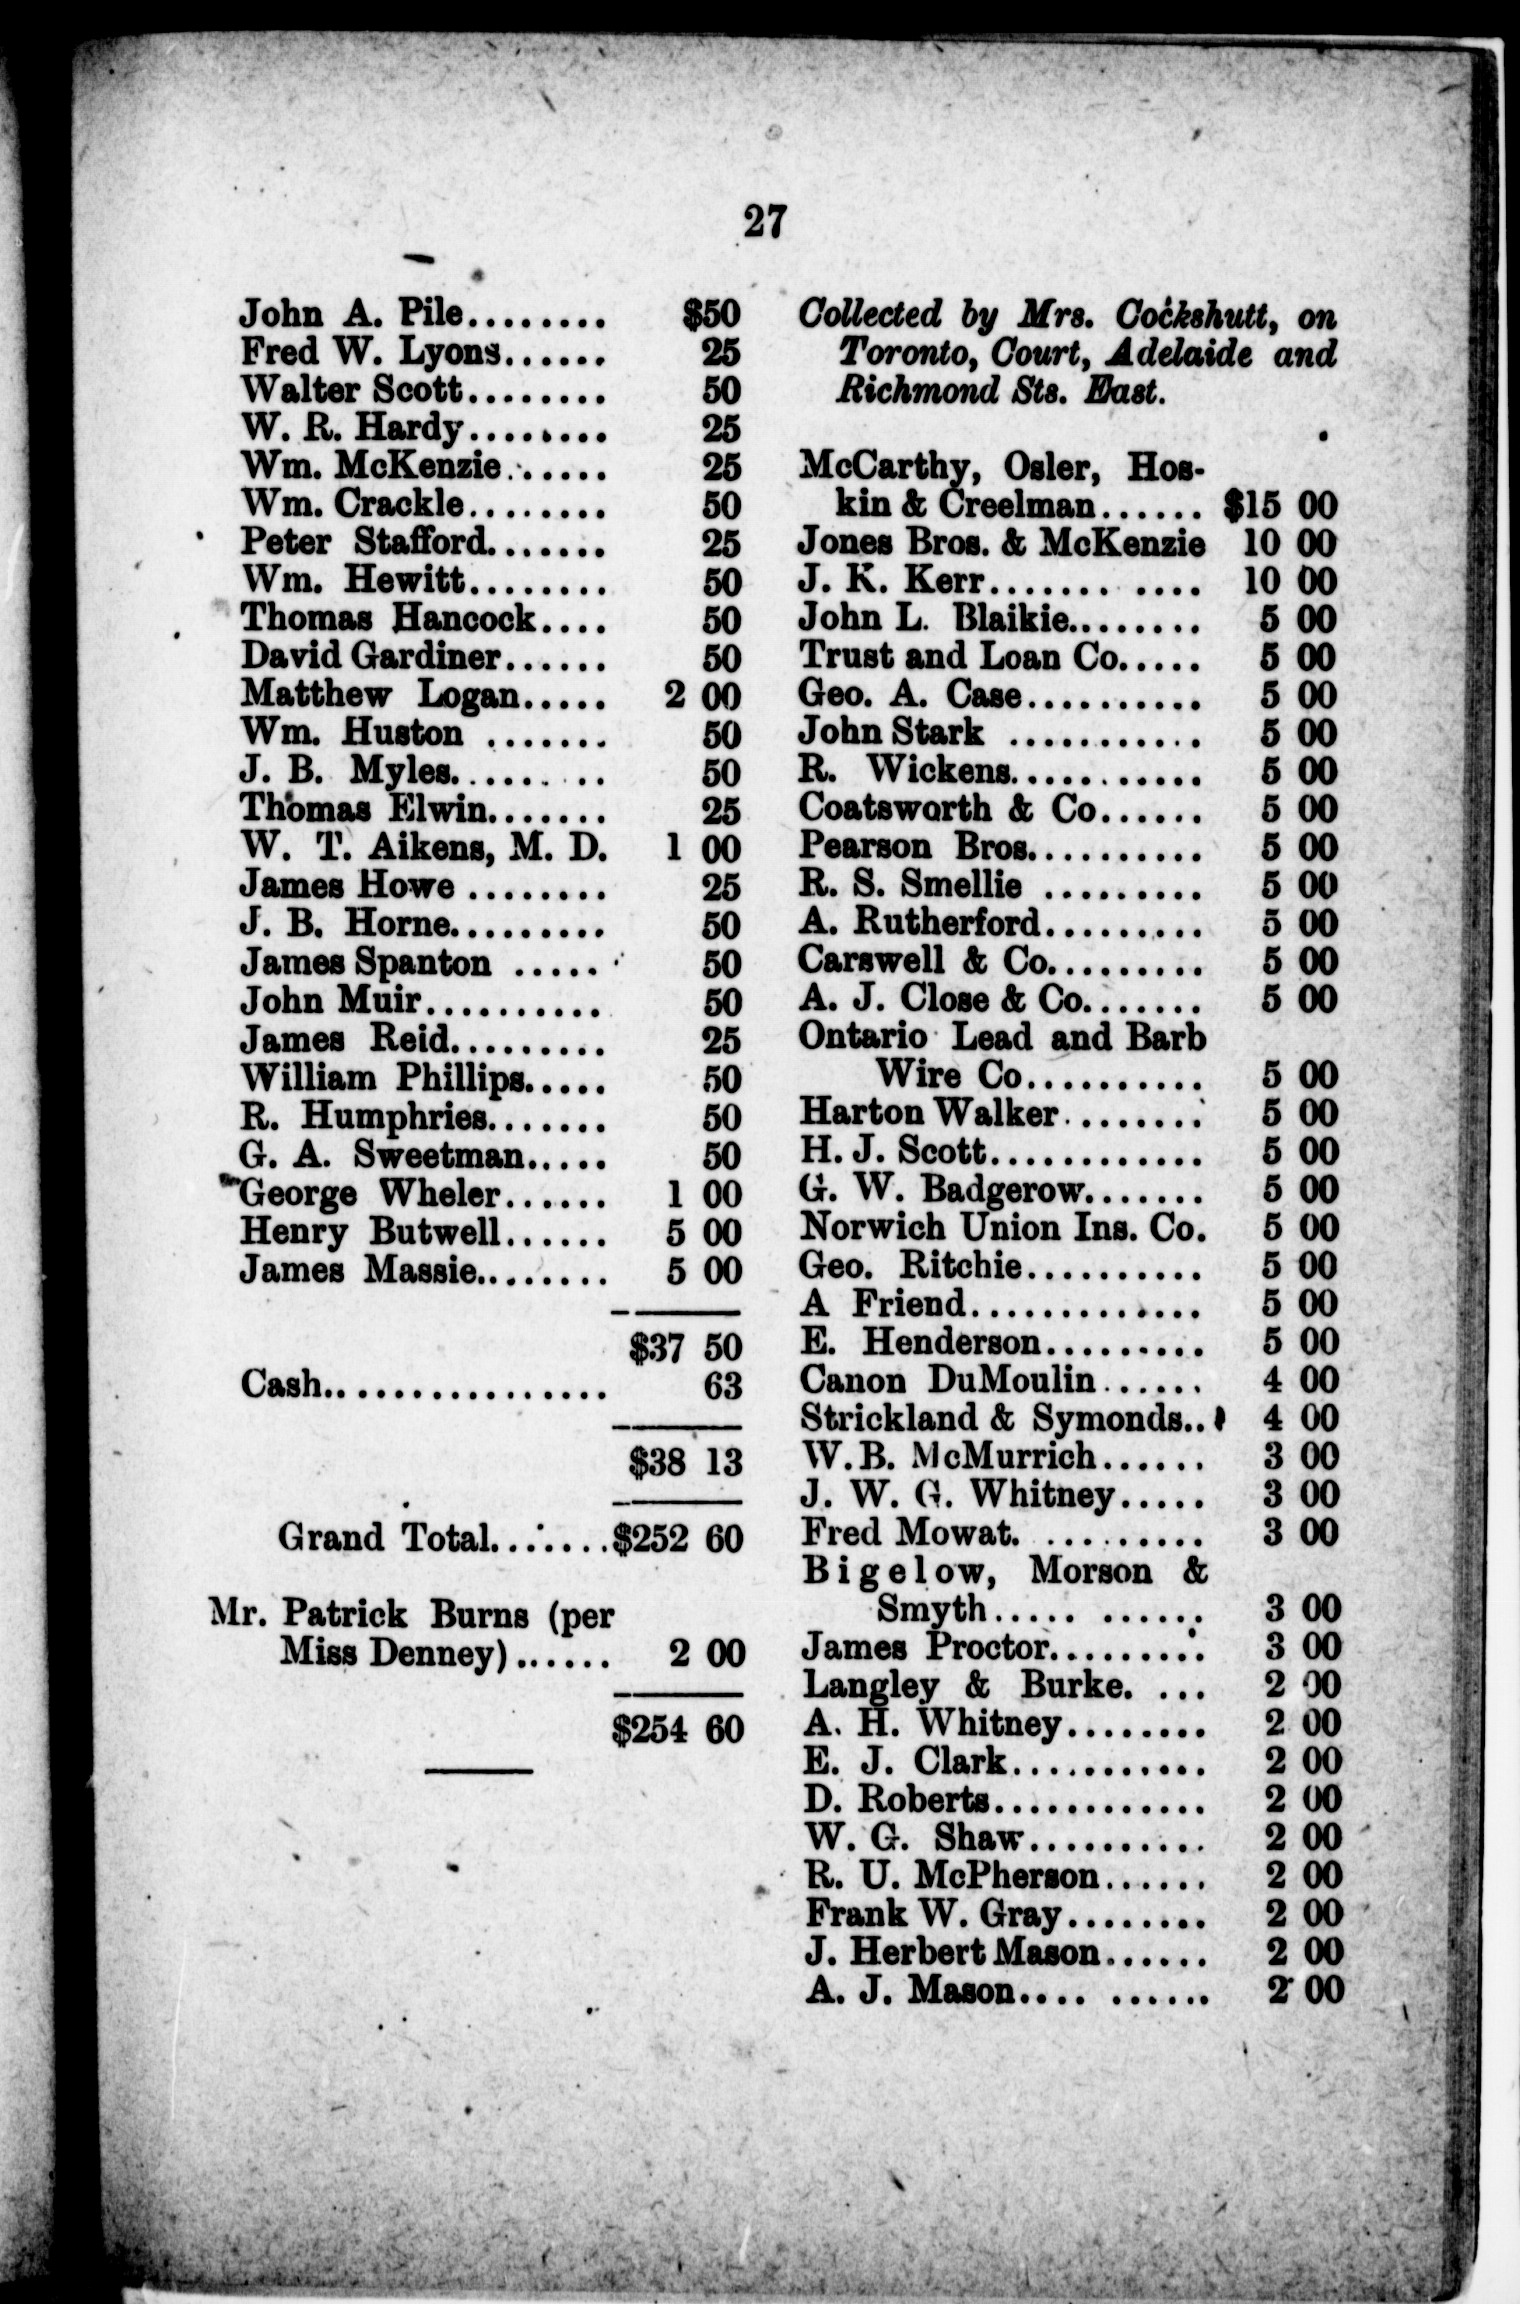 27
John A. Pile........ $50
Fred W. Lyons...... 25
Walter Scott........ 50
W. R. Hardy........ 25
Wm. McKenzie...... 25
Wm. Crackle........ 50
Peter Stafford....... 25
Wm. Hewitt........ 50
Thomas Hancock.... 50
David Gardiner...... 50
Matthew Logan..... 2 00
Wm. Huston ....... 50
J. B. Myles......... 50
Thomas Elwin....... 25
W. T. Aikens, M. D. 1 00
James Howe ........ 25
J. B. Horne......... 50
James Spanton ..... 50
John Muir.......... 50
James Reid......... 25
William Phillips..... 50
R. Humphries....... 50
G. A. Sweetman..... 50
George Wheler...... 1 00
Henry Butwell...... 5 00
James Massie........ 5 00
$37 50
Cash................ 63
$38 13
Grand Total.......$252 60
Mr. Patrick Burns (per
Miss Denney)...... 2 00
$254 60
Collected by Mrs. Cockshutt, on
Toronto, Court, Adelaide and
Richmond Sts. East.
McCarthy, Osler, Hos-
kin & Creelman...... $15 00
Jones Bros. & McKenzie 10 00
J. K. Kerr....... .... 10 00
John L. Blaikie........ 5 00
Trust and Loan Co..... 5 00
Geo. A. Case.......... 5 00
John Stark ........... 5 00
R. Wickens........... 5 00
Coatsworth & Co...... 5 00
Pearson Bros.......... 5 00
R. S. Smellie ......... 5 00
A. Rutherford......... 5 00
Carswell & Co......... 5 00
A. J. Close & Co....... 5 00
Ontario Lead and Barb
Wire Co.......... 5 00
Harton Walker........ 5 00
H. J. Scott............ 5 00
G. W. Badgerow....... 5 00
Norwich Union Ins. Co. 5 00
Geo. Ritchie.......... 5 00
A Friend............. 5 00
E. Henderson......... 5 00
Canon DuMoulin...... 4 00
Strickland & Symonds.. 4 00
W. B. McMurrich...... 3 00
J. W. G. Whitney..... 3 00
Fred Mowat. ......... 3 00
Bigelow, Morson &
Smyth..... ...... 3 00
James Proctor......... 3 00
Langley & Burke. ... 2 00
A. H. Whitney........ 2 00
E. J. Clark........... 2 00
D. Roberts............ 2 00
W. G. Shaw.......... 2 00
R. U. McPherson...... 2 00
Frank W. Gray........ 2 00
J. Herbert Mason...... 2 00
A. J. Mason.... ...... 2 00